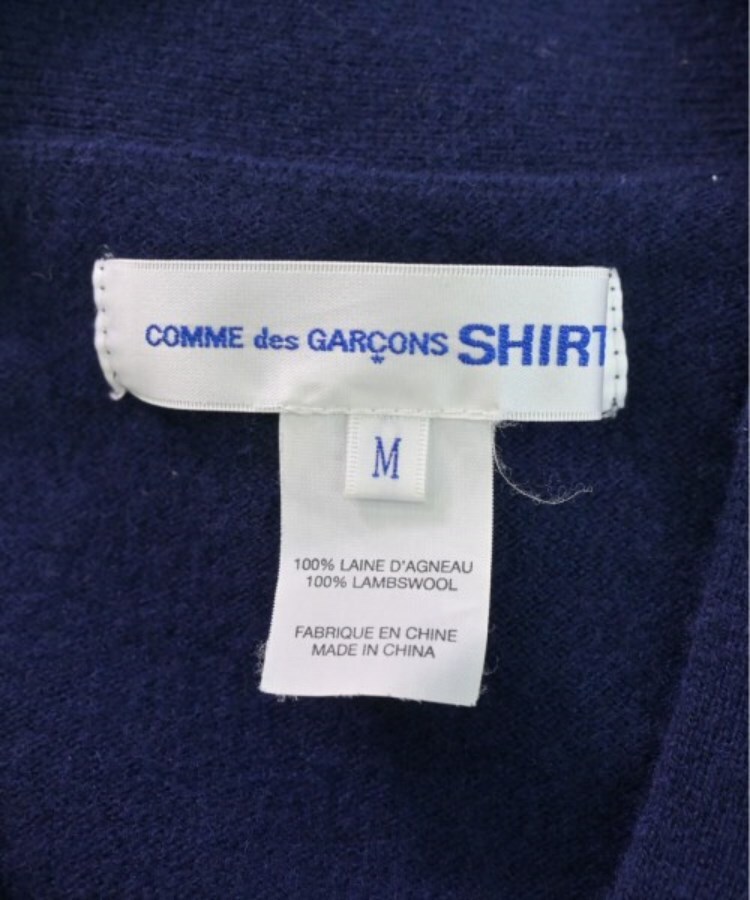 COMME des GARÇONS SHIRT
M
100% LAINE D'AGNEAU
100% LAMBSWOOL
FABRIQUE EN CHINE
MADE IN CHINA